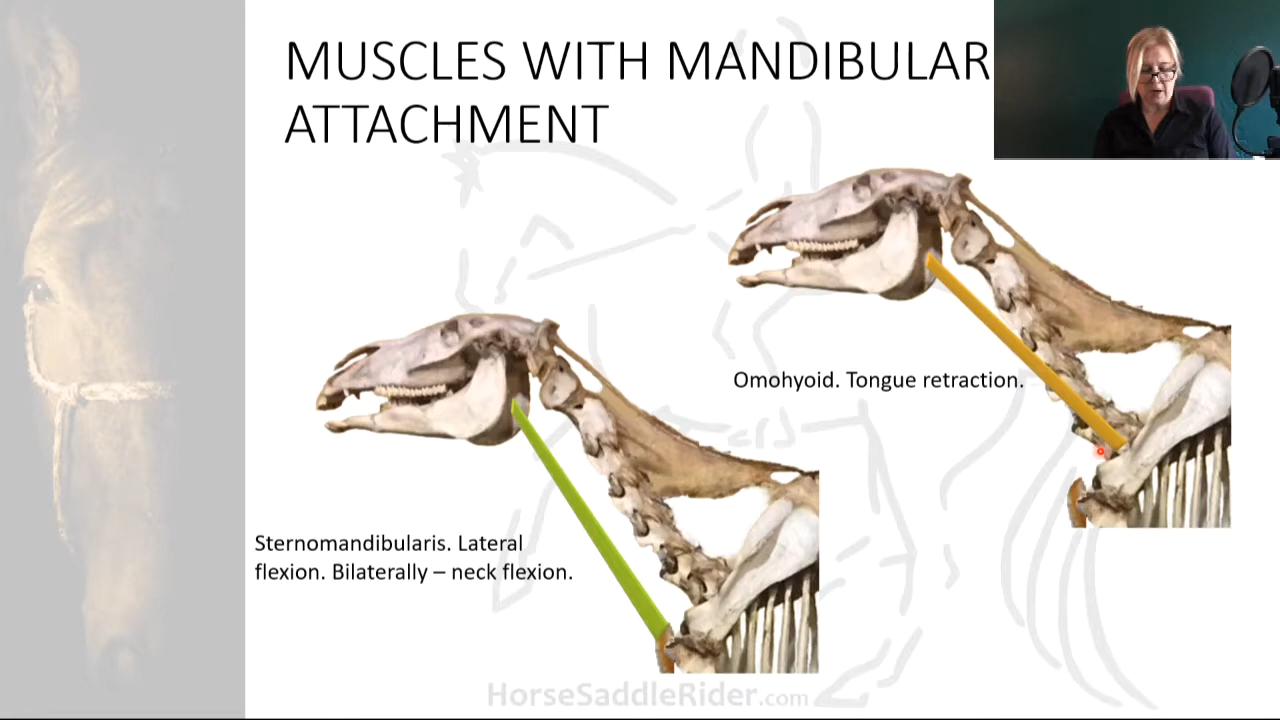 MUSCLES WITH MANDIBULAR
ATTACHMENT
Omohyoid. Tongue retraction.
Sternomandibularis. Lateral
flexion. Bilaterally – neck flexion.
HorseSaddleRider.com